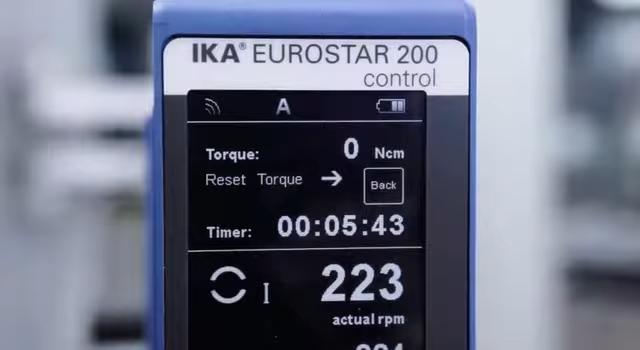 IKA® EUROSTAR 200
control
A
Torque: 0 Ncm
Reset Torque → Back
Timer: 00:05:43
I 223
actual rpm